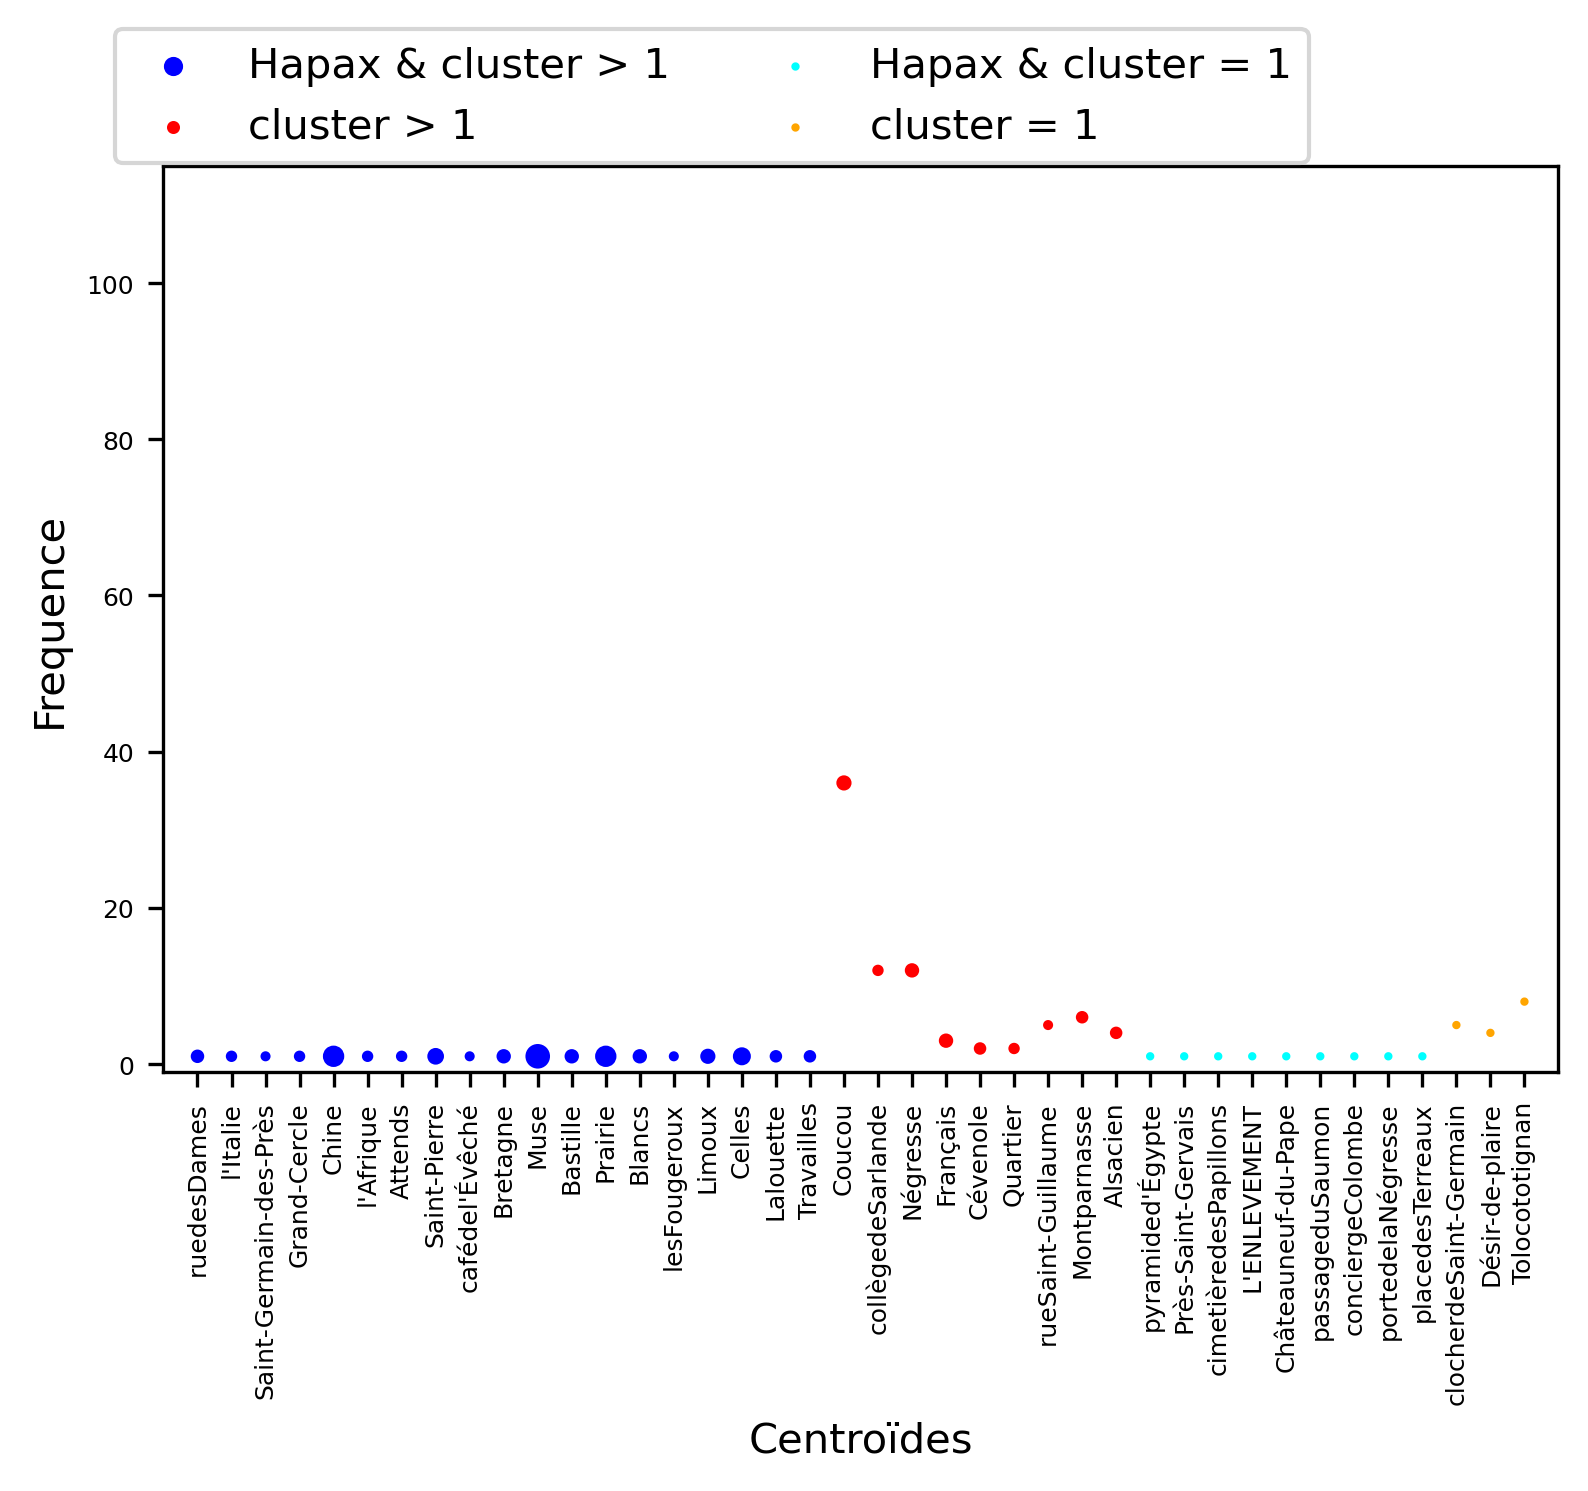 Hapax & cluster > 1
cluster > 1
Hapax & cluster = 1
cluster = 1
100
80
60
40
20
0
Frequence
ruedesDames
l'Italie
Saint-Germain-des-Près
Grand-Cercle
Chine
l'Afrique
Attends
Saint-Pierre
cafédel'Évêché
Bretagne
Muse
Bastille
Prairie
Blancs
lesFougeroux
Limoux
Celles
Lalouette
Travailles
Coucou
collègedeSarlande
Négresse
Français
Cévenole
Quartier
rueSaint-Guillaume
Montparnasse
Alsacien
pyramided'Égypte
Près-Saint-Gervais
cimetièredesPapillons
L'ENLEVEMENT
Châteauneuf-du-Pape
passageduSaumon
conciergeColombe
portedelaNégresse
placedesTerreaux
clocherdeSaint-Germain
Désir-de-plaire
Tolocototignan
Centroïdes